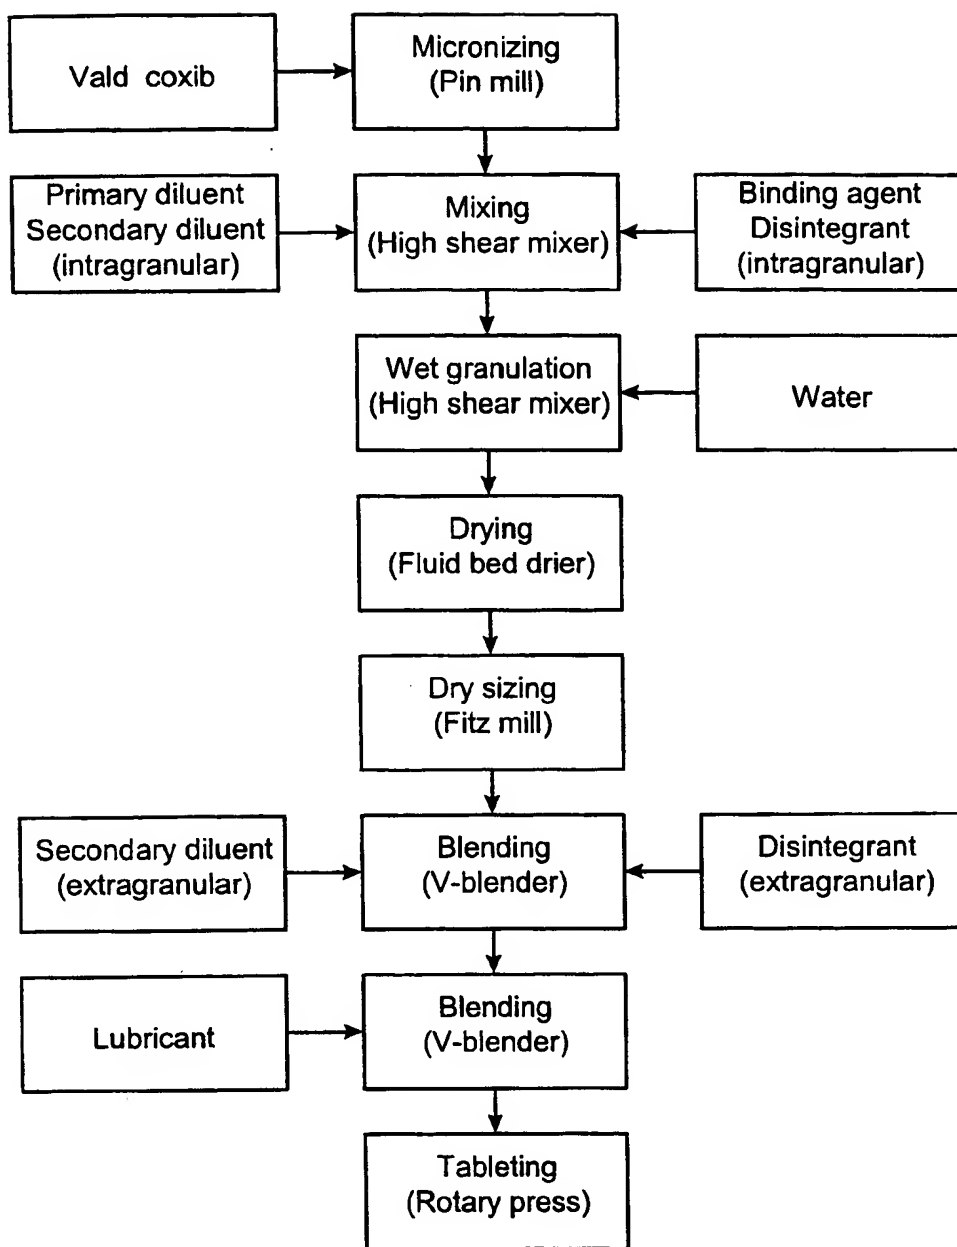 Vald coxib
Micronizing
(Pin mill)
Primary diluent
Secondary diluent
(intragranular)
Mixing
(High shear mixer)
Binding agent
Disintegrant
(intragranular)
Wet granulation
(High shear mixer)
Water
Drying
(Fluid bed drier)
Dry sizing
(Fitz mill)
Secondary diluent
(extragranular)
Blending
(V-blender)
Disintegrant
(extragranular)
Lubricant
Blending
(V-blender)
Tableting
(Rotary press)